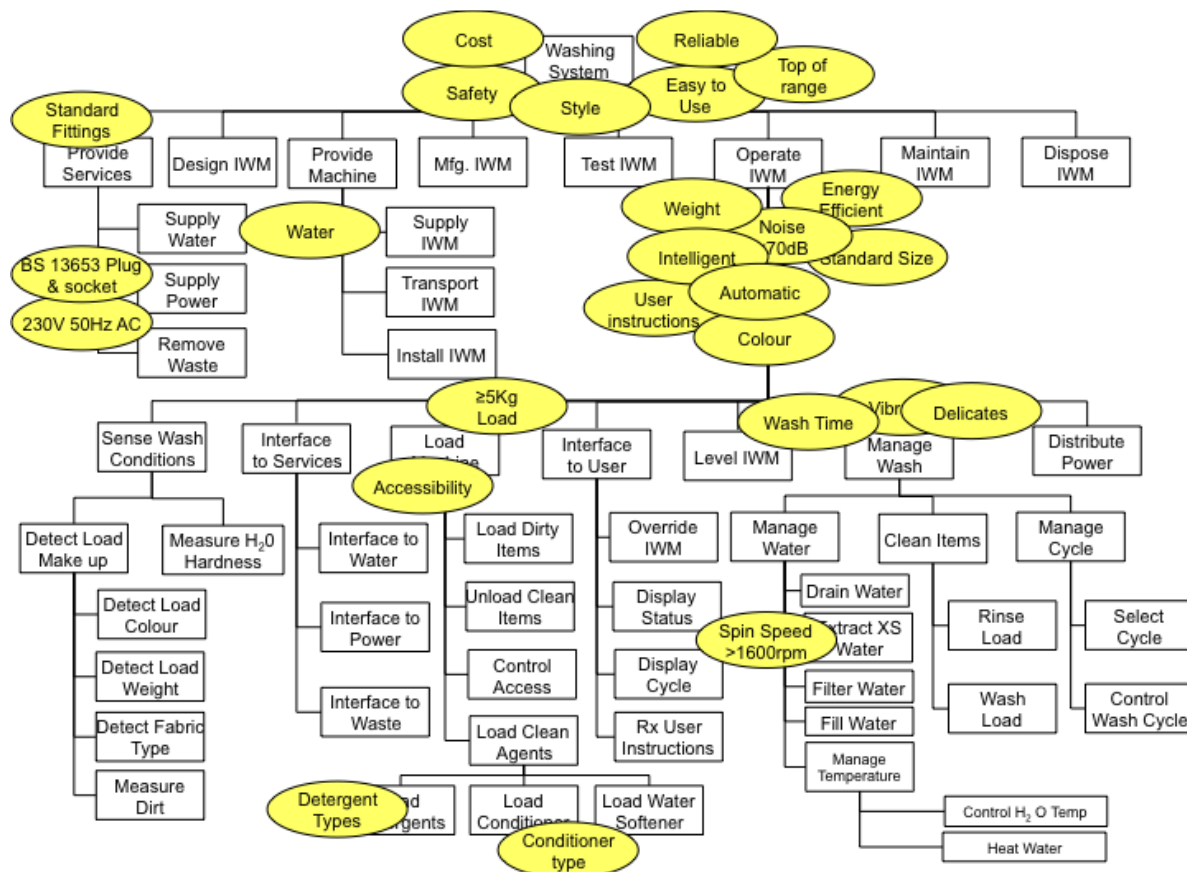 Cost
Washing
System
Reliable
Top of
range
Safety
Style
Easy to
Use
Standard
Fittings
Provide
Services
Design IWM
Provide
Machine
Mfg. IWM
Test IWM
Operate
IWM
Maintain
IWM
Dispose
IWM
Supply
Water
BS 13653 Plug
& socket
Supply
Power
230V 50Hz AC
Remove
Waste
Water
Supply
IWM
Transport
IWM
Install IWM
Weight
Energy
Efficient
Noise
70dB
Intelligent
Standard Size
Automatic
User
instructions
Colour
≥5Kg
Load
Wash Time
Delicates
Sense Wash
Conditions
Interface
to Services
Load
Accessibility
Interface
to User
Level IWM
Manage
Wash
Distribute
Power
Detect Load
Make up
Measure H₂0
Hardness
Detect Load
Colour
Detect Load
Weight
Detect Fabric
Type
Measure
Dirt
Interface to
Water
Interface to
Power
Interface to
Waste
Load Dirty
Items
Unload Clean
Items
Control
Access
Load Clean
Agents
Detergent
Types
Load
Conditioner
Conditioner
type
Load Water
Softener
Override
IWM
Display
Status
Display
Cycle
Rx User
Instructions
Manage
Water
Drain Water
Spin Speed
>1600rpm
XS
Water
Filter Water
Fill Water
Manage
Temperature
Control H₂ O Temp
Heat Water
Clean Items
Rinse
Load
Wash
Load
Manage
Cycle
Select
Cycle
Control
Wash Cycle